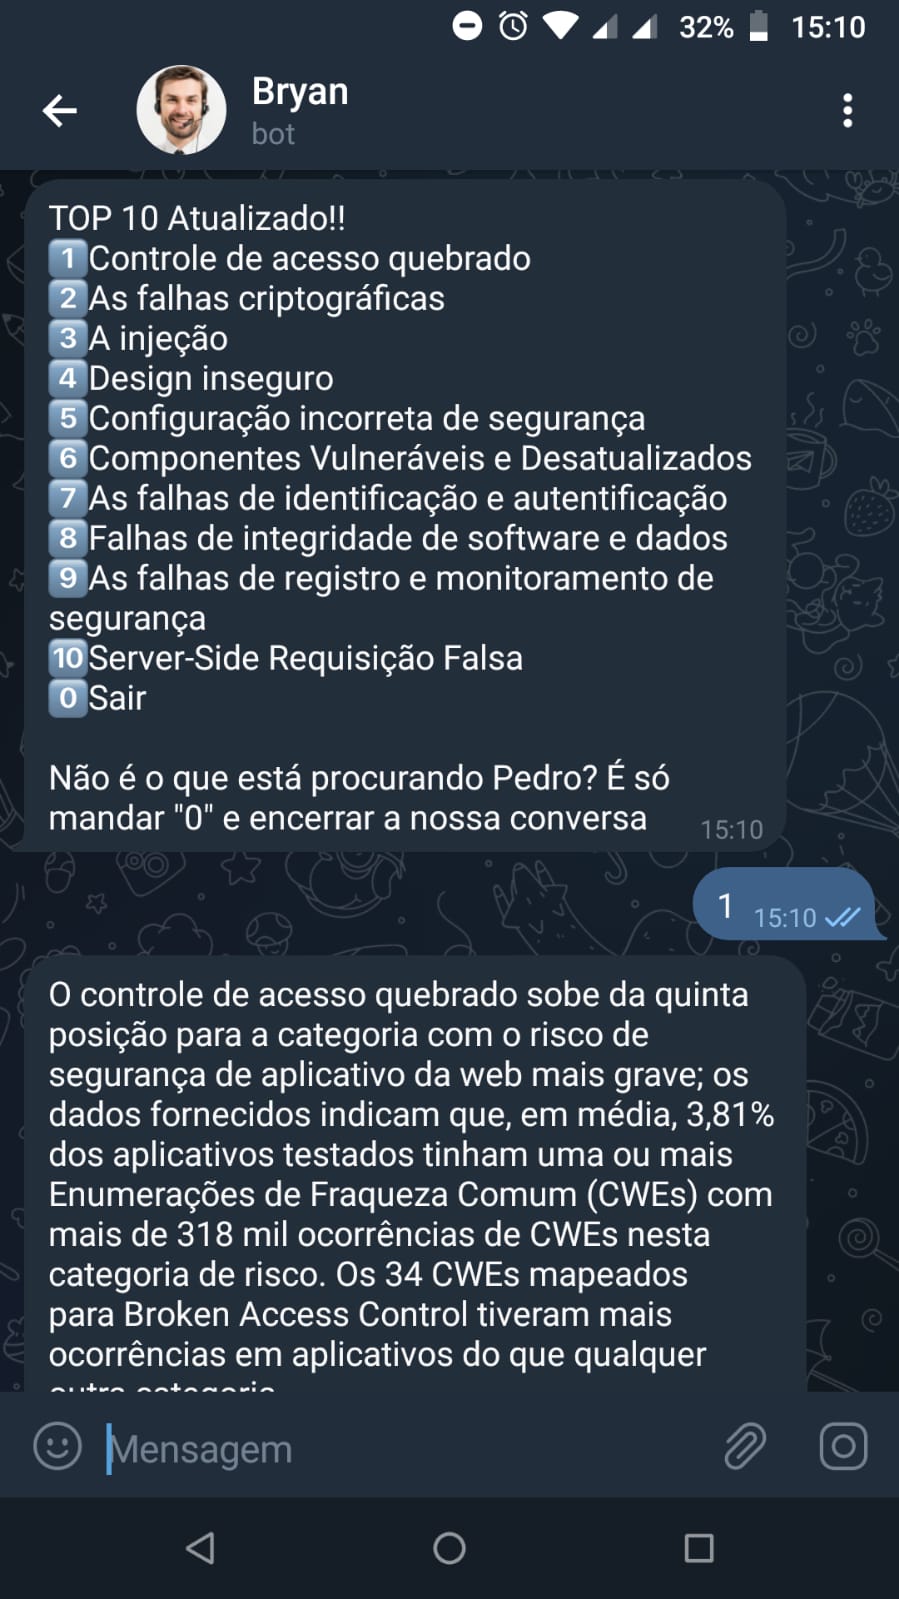 32% 15:10
Bryan
bot
TOP 10 Atualizado!!
1 Controle de acesso quebrado
2 As falhas criptográficas
3 A injeção
4 Design inseguro
5 Configuração incorreta de segurança
6 Componentes Vulneráveis e Desatualizados
7 As falhas de identificação e autentificação
8 Falhas de integridade de software e dados
9 As falhas de registro e monitoramento de
segurança
10 Server-Side Requisição Falsa
0 Sair
Não é o que está procurando Pedro? É só
mandar "0" e encerrar a nossa conversa
15:10
1 15:10
O controle de acesso quebrado sobe da quinta
posição para a categoria com o risco de
segurança de aplicativo da web mais grave; os
dados fornecidos indicam que, em média, 3,81%
dos aplicativos testados tinham uma ou mais
Enumerações de Fraqueza Comum (CWEs) com
mais de 318 mil ocorrências de CWEs nesta
categoria de risco. Os 34 CWEs mapeados
para Broken Access Control tiveram mais
ocorrências em aplicativos do que qualquer
Mensagem